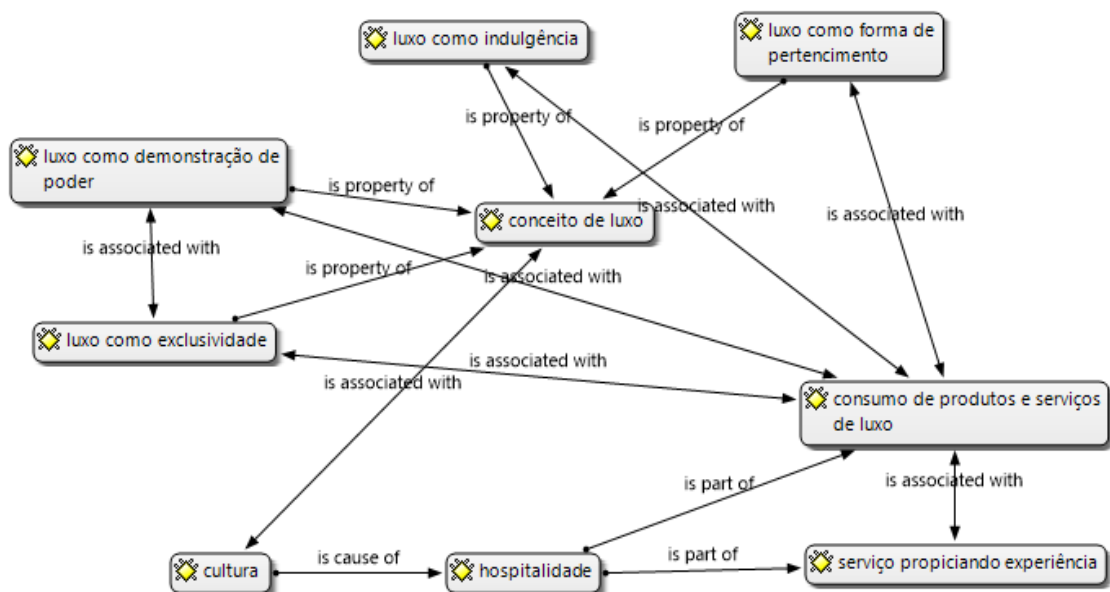 luxo como indulgência
luxo como forma de
pertencimento
is property of
is property of
luxo como demonstração de
poder
is property of
is associated with
is associated with
conceito de luxo
is associated with
is property of
is associated with
luxo como exclusividade
is associated with
is associated with
consumo de produtos e serviços
de luxo
is part of
is associated with
cultura
is cause of
hospitalidade
is part of
serviço propiciando experiência